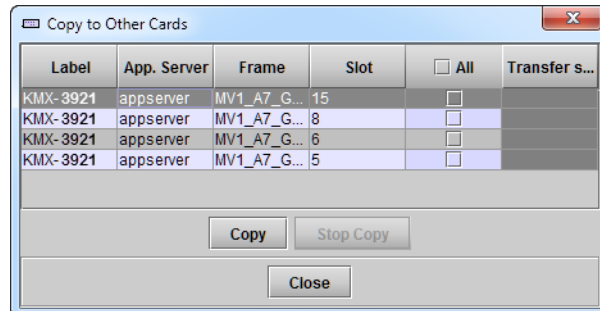 Copy to Other Cards
Label App. Server Frame Slot All Transfer s...
KMX-3921 appserver MV1_A7_G... 15
KMX-3921 appserver MV1_A7_G... 8
KMX-3921 appserver MV1_A7_G... 6
KMX-3921 appserver MV1_A7_G... 5
Copy Stop Copy
Close